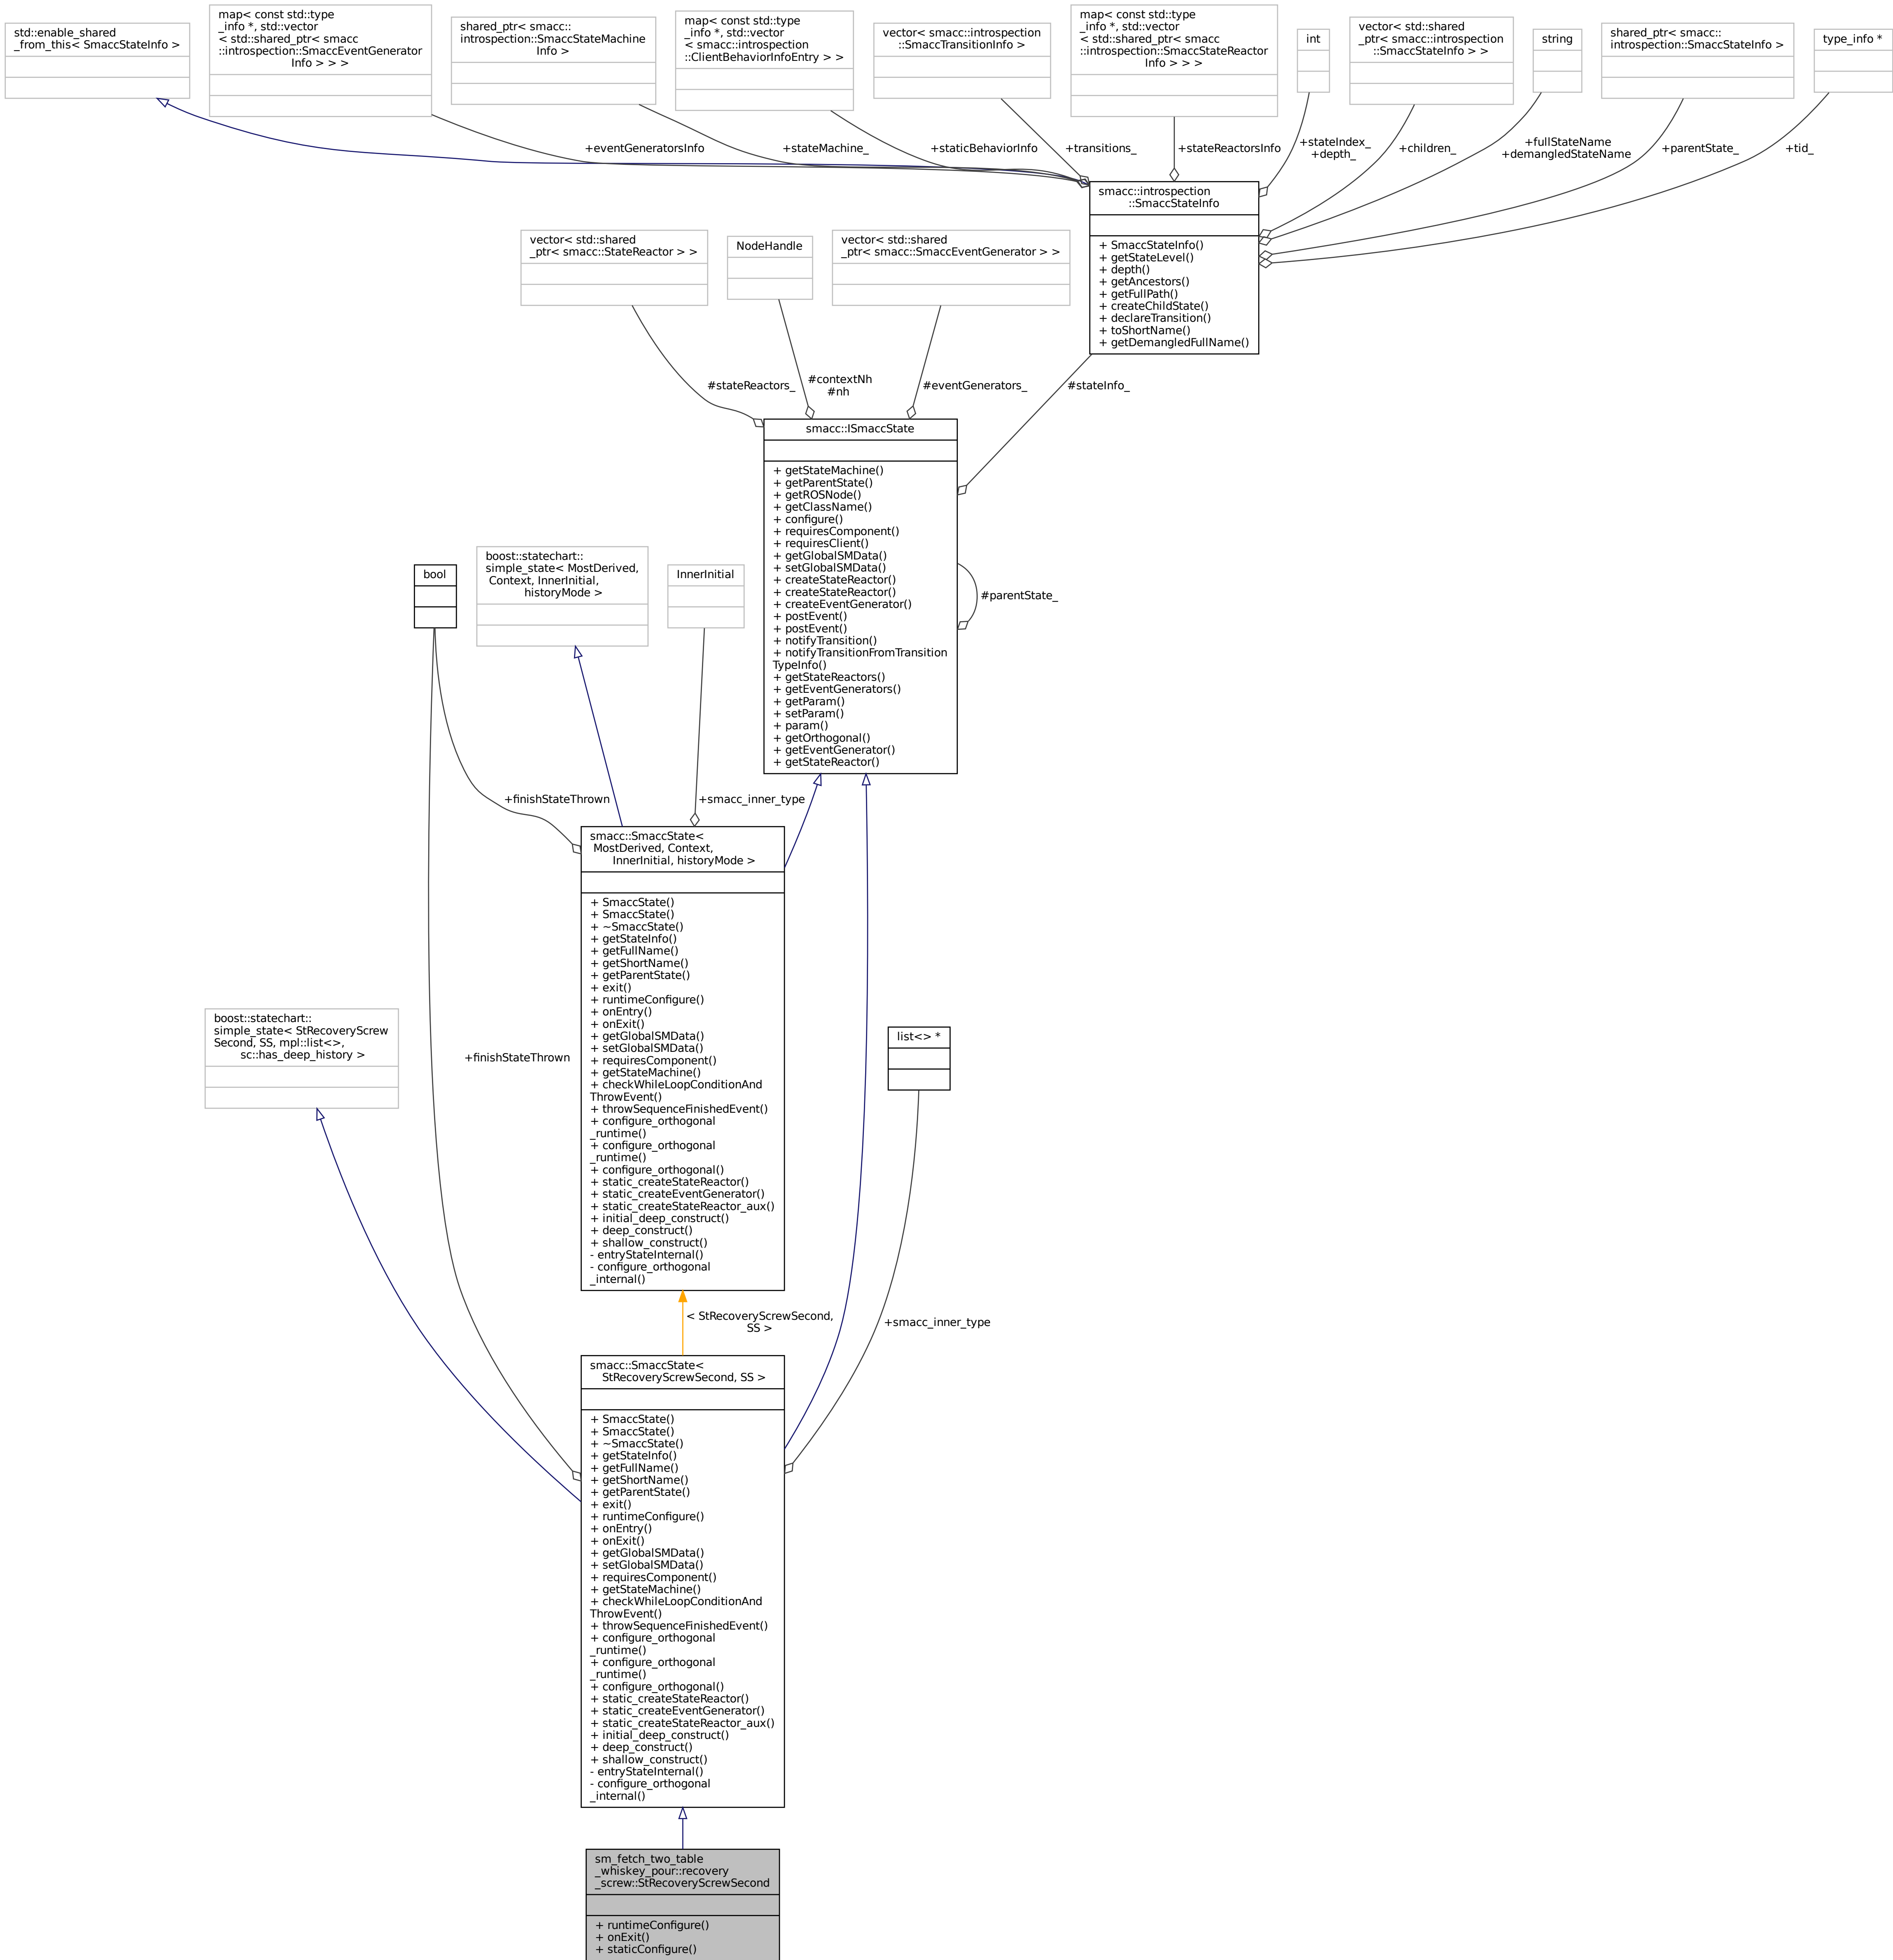 std::enable_shared
_from_this< SmaccStateInfo >
map< const std::type
_info *, std::vector
< std::shared_ptr< smacc
::introspection::SmaccEventGenerator
Info > > >
shared_ptr< smacc::
introspection::SmaccStateMachine
Info >
map< const std::type
_info *, std::vector
< smacc::introspection
::ClientBehaviorInfoEntry > >
vector< smacc::introspection
::SmaccTransitionInfo >
map< const std::type
_info *, std::vector
< std::shared_ptr< smacc
::introspection::SmaccStateReactor
Info > > >
int
vector< std::shared
_ptr< smacc::introspection
::SmaccStateInfo > >
string
shared_ptr< smacc::
introspection::SmaccStateInfo >
type_info *
+eventGeneratorsInfo
+stateMachine_
+staticBehaviorInfo
+transitions_
+stateReactorsInfo
+stateIndex_
+depth_
+children_
+fullStateName
+demangledStateName
+parentState_
+tid_
smacc::introspection
::SmaccStateInfo
+ SmaccStateInfo()
+ getStateLevel()
+ depth()
+ getAncestors()
+ getFullPath()
+ createChildState()
+ declareTransition()
+ toShortName()
+ getDemangledFullName()
vector< std::shared
_ptr< smacc::StateReactor > >
NodeHandle
vector< std::shared
_ptr< smacc::SmaccEventGenerator > >
#stateReactors_
#contextNh
#nh
#eventGenerators_
#stateInfo_
smacc::ISmaccState
+ getStateMachine()
+ getParentState()
+ getROSNode()
+ getClassName()
+ configure()
+ requiresComponent()
+ requiresClient()
+ getGlobalSMData()
+ setGlobalSMData()
+ createStateReactor()
+ createStateReactor()
+ createEventGenerator()
+ postEvent()
+ postEvent()
+ notifyTransition()
+ notifyTransitionFromTransition
TypeInfo()
+ getStateReactors()
+ getEventGenerators()
+ getParam()
+ setParam()
+ param()
+ getOrthogonal()
+ getEventGenerator()
+ getStateReactor()
#parentState_
bool
boost::statechart::
simple_state< MostDerived,
Context, InnerInitial,
historyMode >
InnerInitial
+finishStateThrown
+smacc_inner_type
smacc::SmaccState<
MostDerived, Context,
InnerInitial, historyMode >
+ SmaccState()
+ SmaccState()
+ ~SmaccState()
+ getStateInfo()
+ getFullName()
+ getShortName()
+ getParentState()
+ exit()
+ runtimeConfigure()
+ onEntry()
+ onExit()
+ getGlobalSMData()
+ setGlobalSMData()
+ requiresComponent()
+ getStateMachine()
+ checkWhileLoopConditionAnd
ThrowEvent()
+ throwSequenceFinishedEvent()
+ configure_orthogonal
_runtime()
+ configure_orthogonal
_runtime()
+ configure_orthogonal()
+ static_createStateReactor()
+ static_createEventGenerator()
+ static_createStateReactor_aux()
+ initial_deep_construct()
+ deep_construct()
+ shallow_construct()
- entryStateInternal()
- configure_orthogonal
_internal()
boost::statechart::
simple_state< StRecoveryScrew
Second, SS, mpl::list<>,
sc::has_deep_history >
+finishStateThrown
list<> *
< StRecoveryScrewSecond,
SS >
+smacc_inner_type
smacc::SmaccState<
StRecoveryScrewSecond, SS >
+ SmaccState()
+ SmaccState()
+ ~SmaccState()
+ getStateInfo()
+ getFullName()
+ getShortName()
+ getParentState()
+ exit()
+ runtimeConfigure()
+ onEntry()
+ onExit()
+ getGlobalSMData()
+ setGlobalSMData()
+ requiresComponent()
+ getStateMachine()
+ checkWhileLoopConditionAnd
ThrowEvent()
+ throwSequenceFinishedEvent()
+ configure_orthogonal
_runtime()
+ configure_orthogonal
_runtime()
+ configure_orthogonal()
+ static_createStateReactor()
+ static_createEventGenerator()
+ static_createStateReactor_aux()
+ initial_deep_construct()
+ deep_construct()
+ shallow_construct()
- entryStateInternal()
- configure_orthogonal
_internal()
sm_fetch_two_table
_whiskey_pour::recovery
_screw::StRecoveryScrewSecond
+ runtimeConfigure()
+ onExit()
+ staticConfigure()